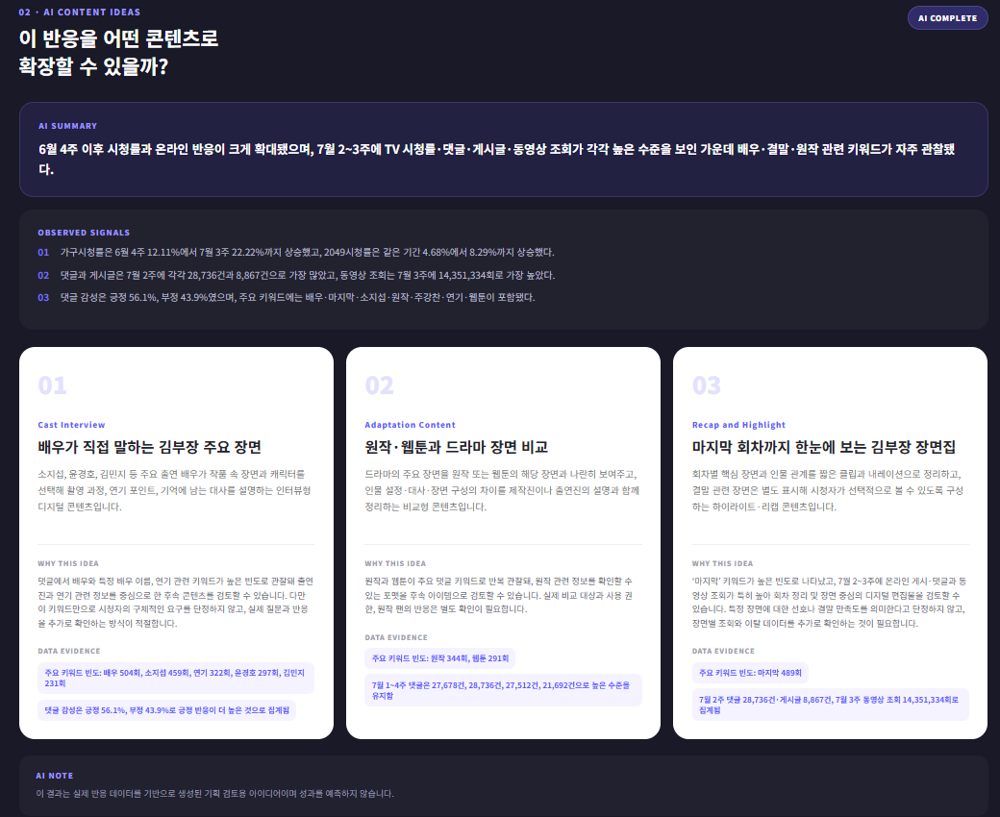 02 · AI CONTENT IDEAS
AI COMPLETE
이 반응을 어떤 콘텐츠로
확장할 수 있을까?
AI SUMMARY
6월 4주 이후 시청률과 온라인 반응이 크게 확대됐으며, 7월 2~3주에 TV 시청률·댓글·게시글·동영상 조회가 각각 높은 수준을 보인 가운데 배우·결말·원작 관련 키워드가 자주 관찰됐
다.
OBSERVED SIGNALS
01 가구시청률은 6월 4주 12.11%에서 7월 3주 22.22%까지 상승했고, 2049시청률은 같은 기간 4.68%에서 8.29%까지 상승했다.
02 댓글과 게시글은 7월 2주에 각각 28,736건과 8,867건으로 가장 많았고, 동영상 조회는 7월 3주에 14,351,334회로 가장 높았다.
03 댓글 감성은 긍정 56.1%, 부정 43.9%였으며, 주요 키워드에는 배우·마지막·소지섭·원작·주강찬·연기·웹툰이 포함됐다.
01
Cast Interview
배우가 직접 말하는 김부장 주요 장면
소지섭, 윤경호, 김민지 등 주요 출연 배우가 작품 속 장면과 캐릭터를
선택해 촬영 과정, 연기 포인트, 기억에 남는 대사를 설명하는 인터뷰형
디지털 콘텐츠입니다.
WHY THIS IDEA
댓글에서 배우와 특정 배우 이름, 연기 관련 키워드가 높은 빈도로 관찰돼 출연
진과 연기 관련 정보를 중심으로 한 후속 콘텐츠를 검토할 수 있습니다. 다만
이 키워드만으로 시청자의 구체적인 요구를 단정하지 않고, 실제 질문과 반응
을 추가로 확인하는 방식이 적절합니다.
DATA EVIDENCE
주요 키워드 빈도: 배우 504회, 소지섭 459회, 연기 322회, 윤경호 297회, 김민지
231회
댓글 감성은 긍정 56.1%, 부정 43.9%로 긍정 반응이 더 높은 것으로 집계됨
02
Adaptation Content
원작·웹툰과 드라마 장면 비교
드라마의 주요 장면을 원작 또는 웹툰의 해당 장면과 나란히 보여주고,
인물 설정·대사·장면 구성의 차이를 제작진이나 출연진의 설명과 함께
정리하는 비교형 콘텐츠입니다.
WHY THIS IDEA
원작과 웹툰이 주요 댓글 키워드로 반복 관찰돼, 원작 관련 정보를 확인할 수
있는 포맷을 후속 아이템으로 검토할 수 있습니다. 실제 비교 대상과 사용 권
한, 원작 팬의 반응은 별도 확인이 필요합니다.
DATA EVIDENCE
주요 키워드 빈도: 원작 344회, 웹툰 291회
7월 1~4주 댓글은 27,678건, 28,736건, 27,512건, 21,692건으로 높은 수준을
유지함
03
Recap and Highlight
마지막 회차까지 한눈에 보는 김부장 장면집
회차별 핵심 장면과 인물 관계를 짧은 클립과 내레이션으로 정리하고,
결말 관련 장면은 별도 표시해 시청자가 선택적으로 볼 수 있도록 구성
하는 하이라이트·리캡 콘텐츠입니다.
WHY THIS IDEA
'마지막' 키워드가 높은 빈도로 나타났고, 7월 2~3주에 온라인 게시·댓글과 동
영상 조회가 특히 높아 회차 정리 및 장면 중심의 디지털 편집물을 검토할 수
있습니다. 특정 장면에 대한 선호나 결말 만족도를 의미한다고 단정하지 않고,
장면별 조회와 이탈 데이터를 추가로 확인하는 것이 필요합니다.
DATA EVIDENCE
주요 키워드 빈도: 마지막 489회
7월 2주 댓글 28,736건·게시글 8,867건, 7월 3주 동영상 조회 14,351,334회로
집계됨
AI NOTE
이 결과는 실제 반응 데이터를 기반으로 생성된 기획 검토용 아이디어이며 성과를 예측하지 않습니다.